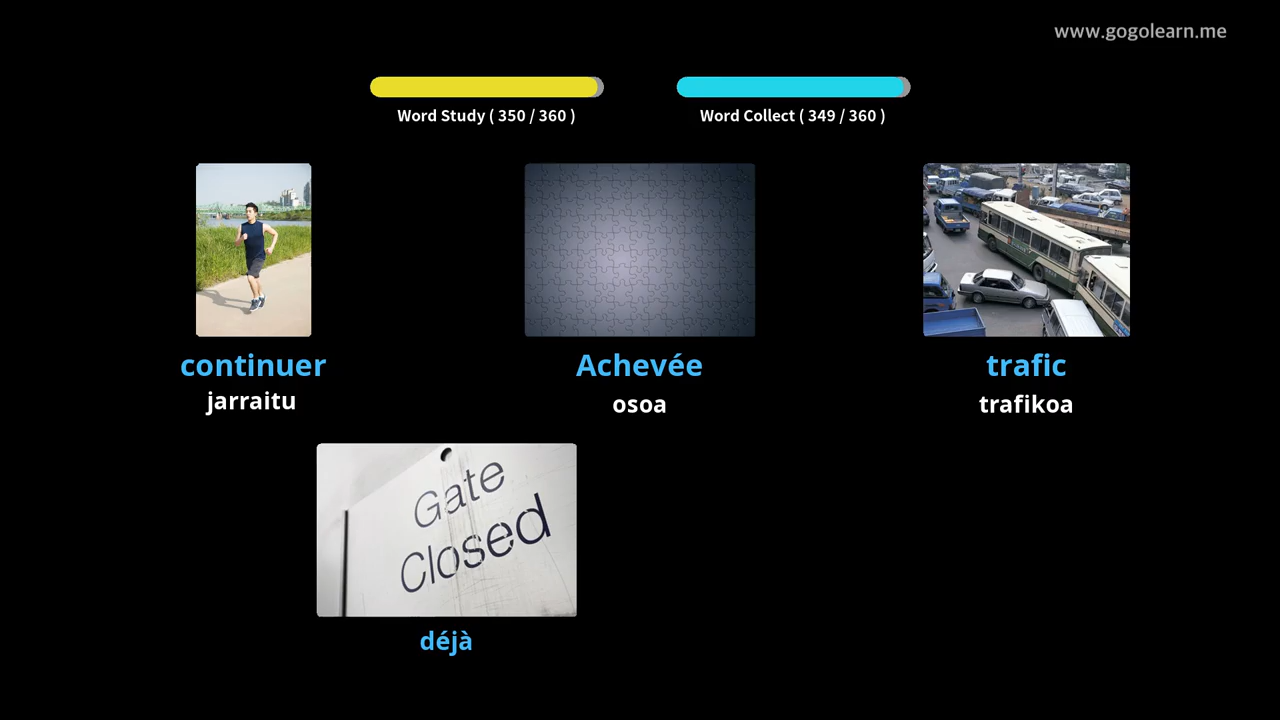 www.gogolearn.me
Word Study ( 350 / 360 )
Word Collect ( 349 / 360 )
continuer
jarraitu
Achevée
osoa
trafic
trafikoa
Gate
Closed
déjà